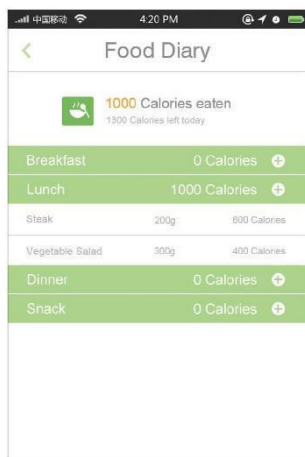 中国移动 4:20 PM
Food Diary
1000 Calories eaten
1300 Calories left today
Breakfast 0 Calories
Lunch 1000 Calories
Steak 200g 600 Calories
Vegetable Salad 300g 400 Calories
Dinner 0 Calories
Snack 0 Calories